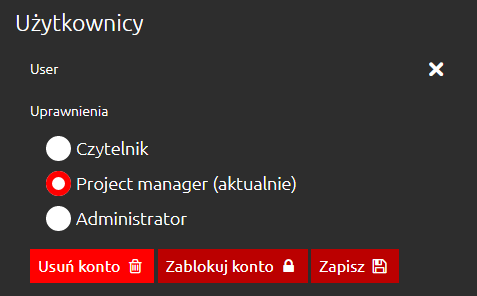 Użytkownicy
User
Uprawnienia
Czytelnik
Project manager (aktualnie)
Administrator
Usuń konto Zablokuj konto Zapisz